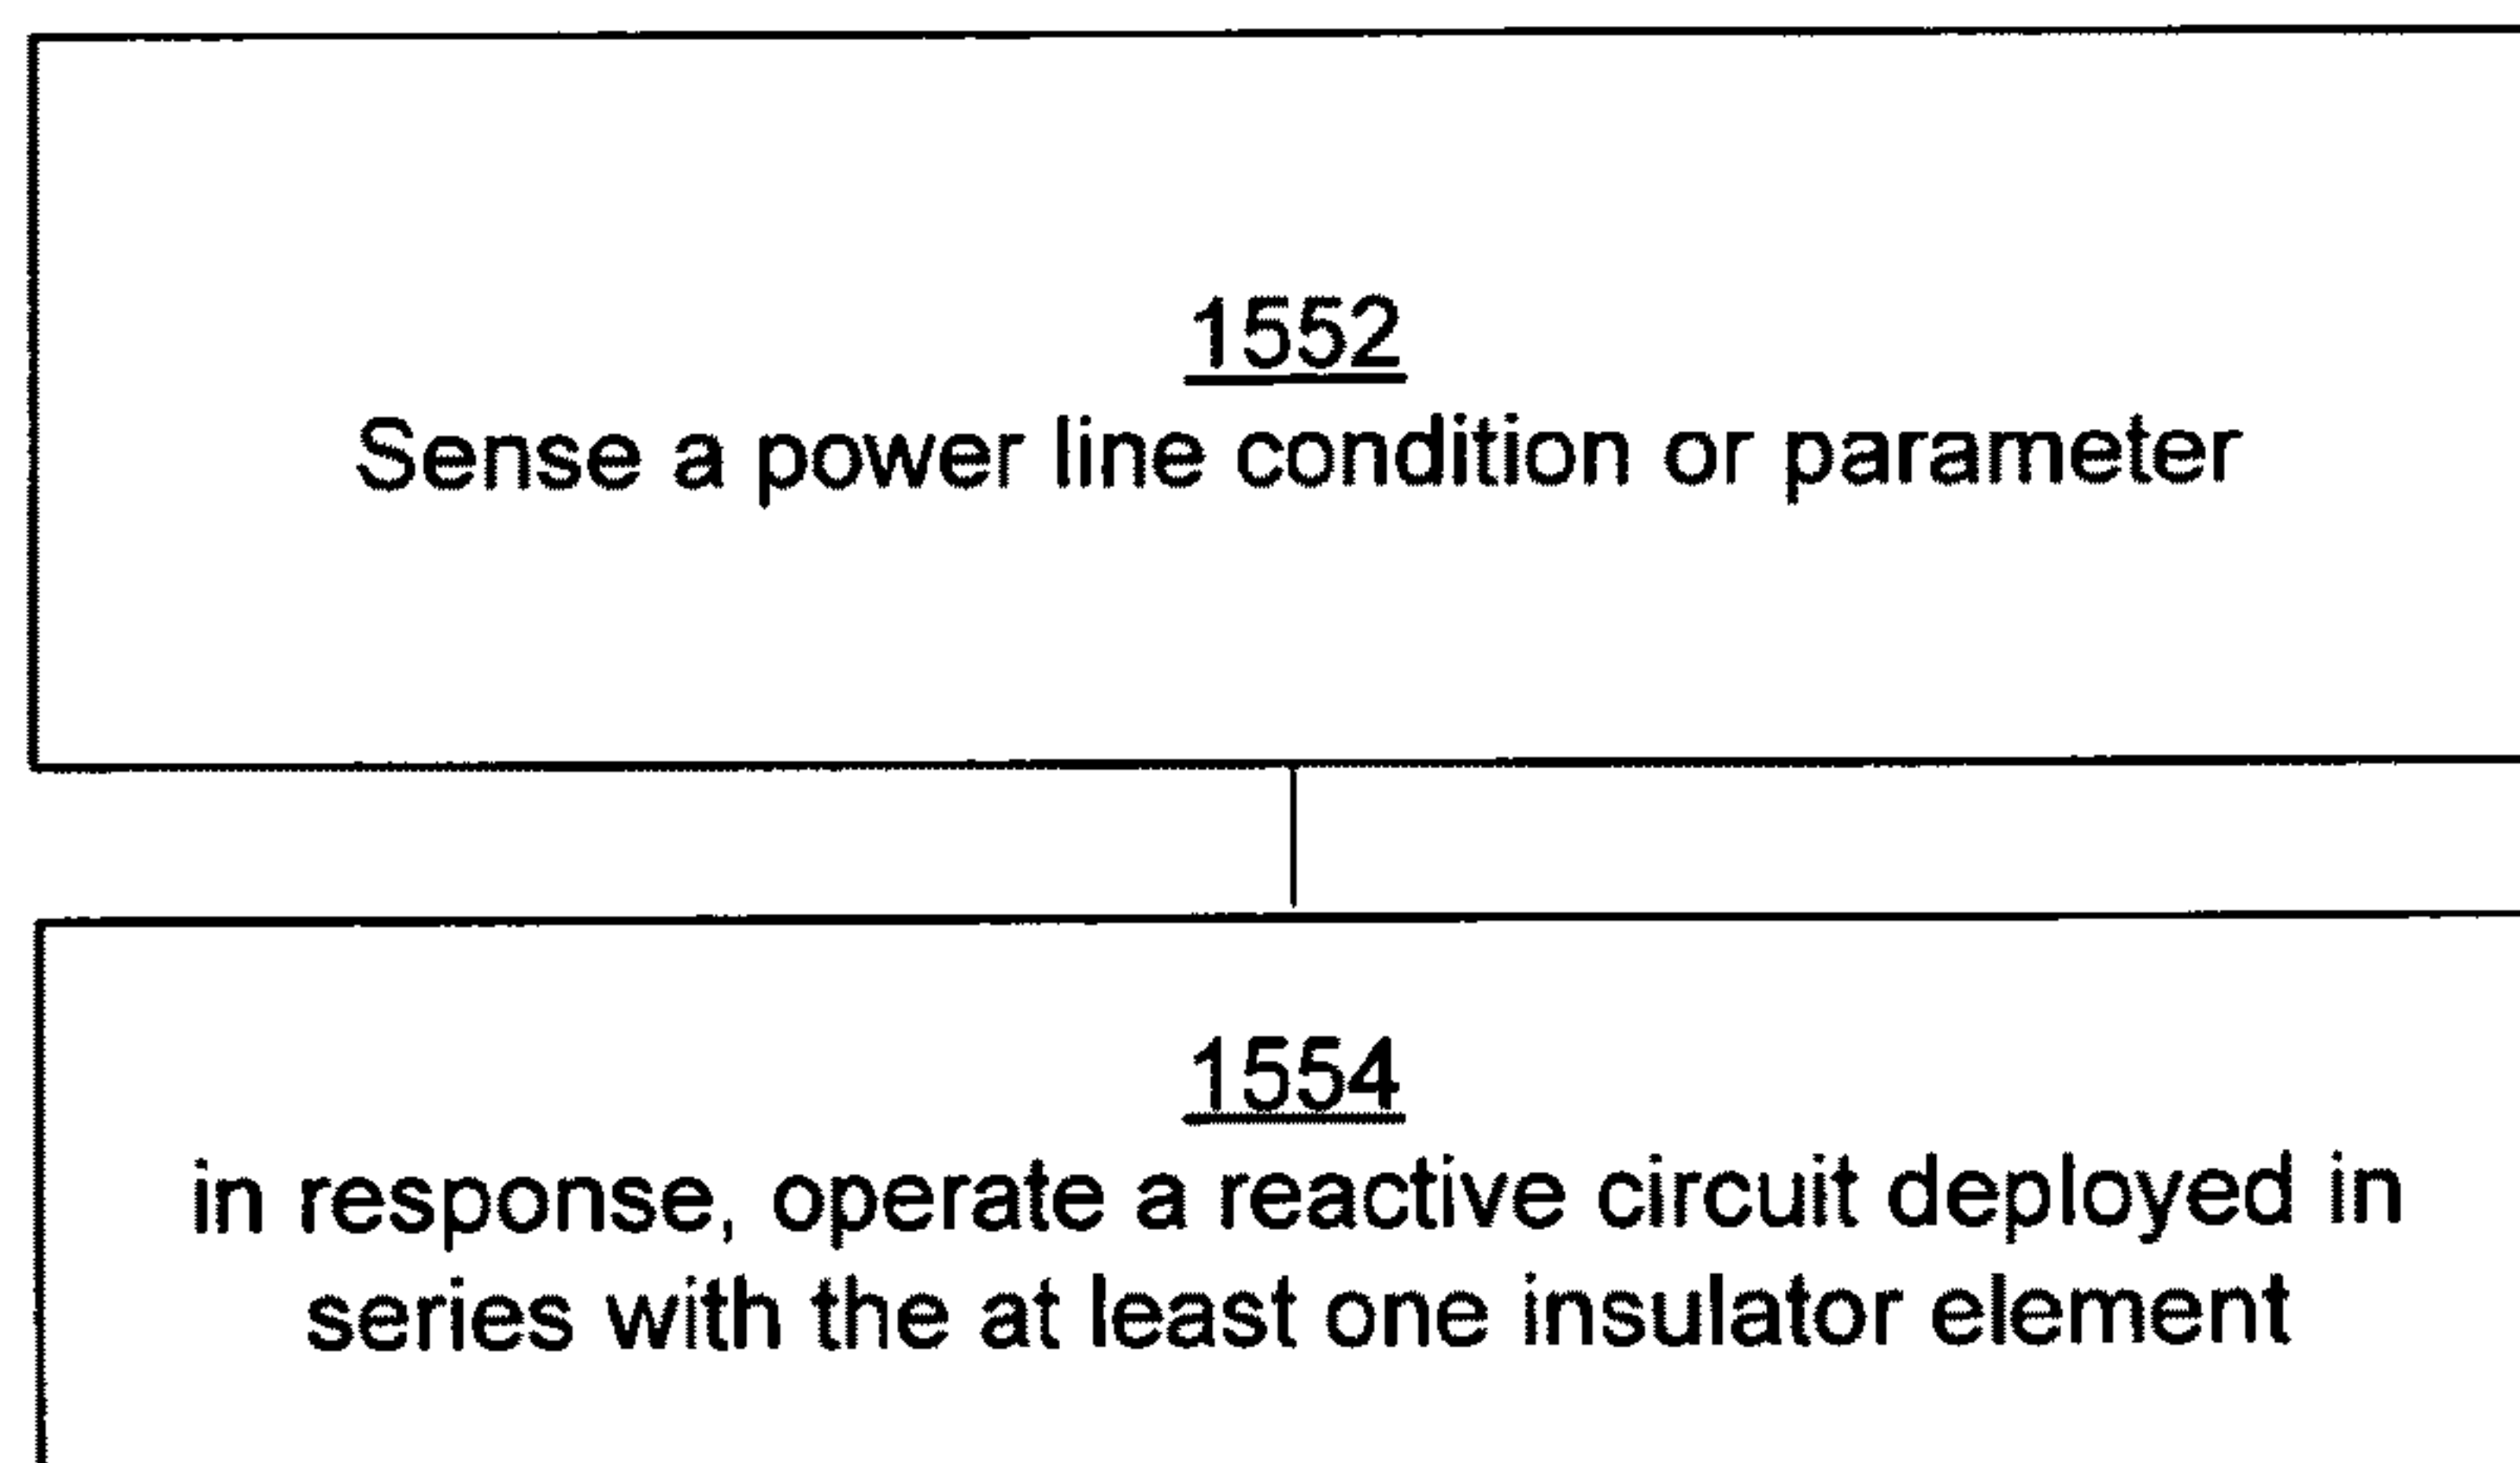 1552
Sense a power line condition or parameter
1554
in response, operate a reactive circuit deployed in
series with the at least one insulator element